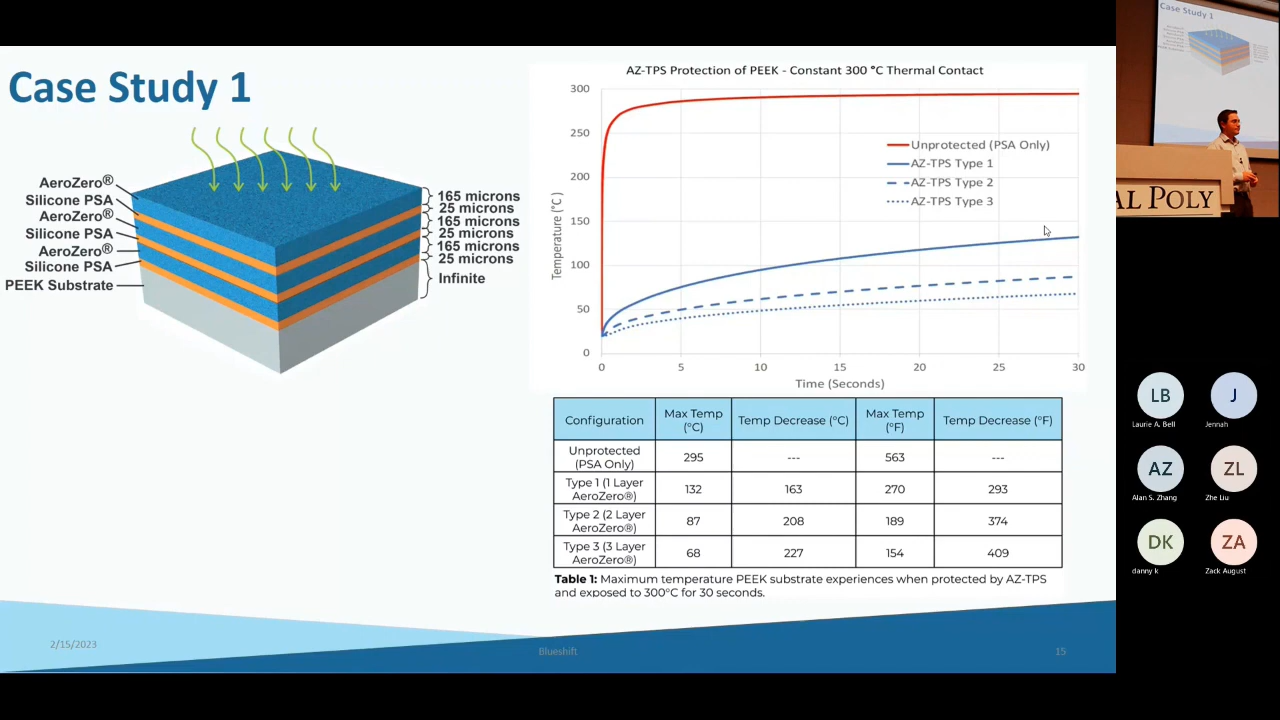 Case Study 1
AeroZero®
Silicone PSA
AeroZero®
Silicone PSA
AeroZero®
Silicone PSA
PEEK Substrate
165 microns
25 microns
165 microns
25 microns
165 microns
25 microns
Infinite
AZ-TPS Protection of PEEK - Constant 300 °C Thermal Contact
Temperature (°C )
300
250
200
150
100
50
0
0 5 10 15 20 25 30
Time (Seconds)
Unprotected (PSA Only)
AZ-TPS Type 1
AZ-TPS Type 2
AZ-TPS Type 3
Configuration Max Temp (°C) Temp Decrease (°C) Max Temp (°F) Temp Decrease (°F)
Unprotected (PSA Only) 295 --- 563 ---
Type 1 (1 Layer AeroZero®) 132 163 270 293
Type 2 (2 Layer AeroZero®) 87 208 189 374
Type 3 (3 Layer AeroZero®) 68 227 154 409
Table 1: Maximum temperature PEEK substrate experiences when protected by AZ-TPS
and exposed to 300°C for 30 seconds.
2/15/2023
Blueshift
15
Case Study 1
AL POLY
LB
Laurie A. Bell
J
Jennah
AZ
Alan S. Zhang
ZL
Zhe Liu
DK
danny k
ZA
Zack August